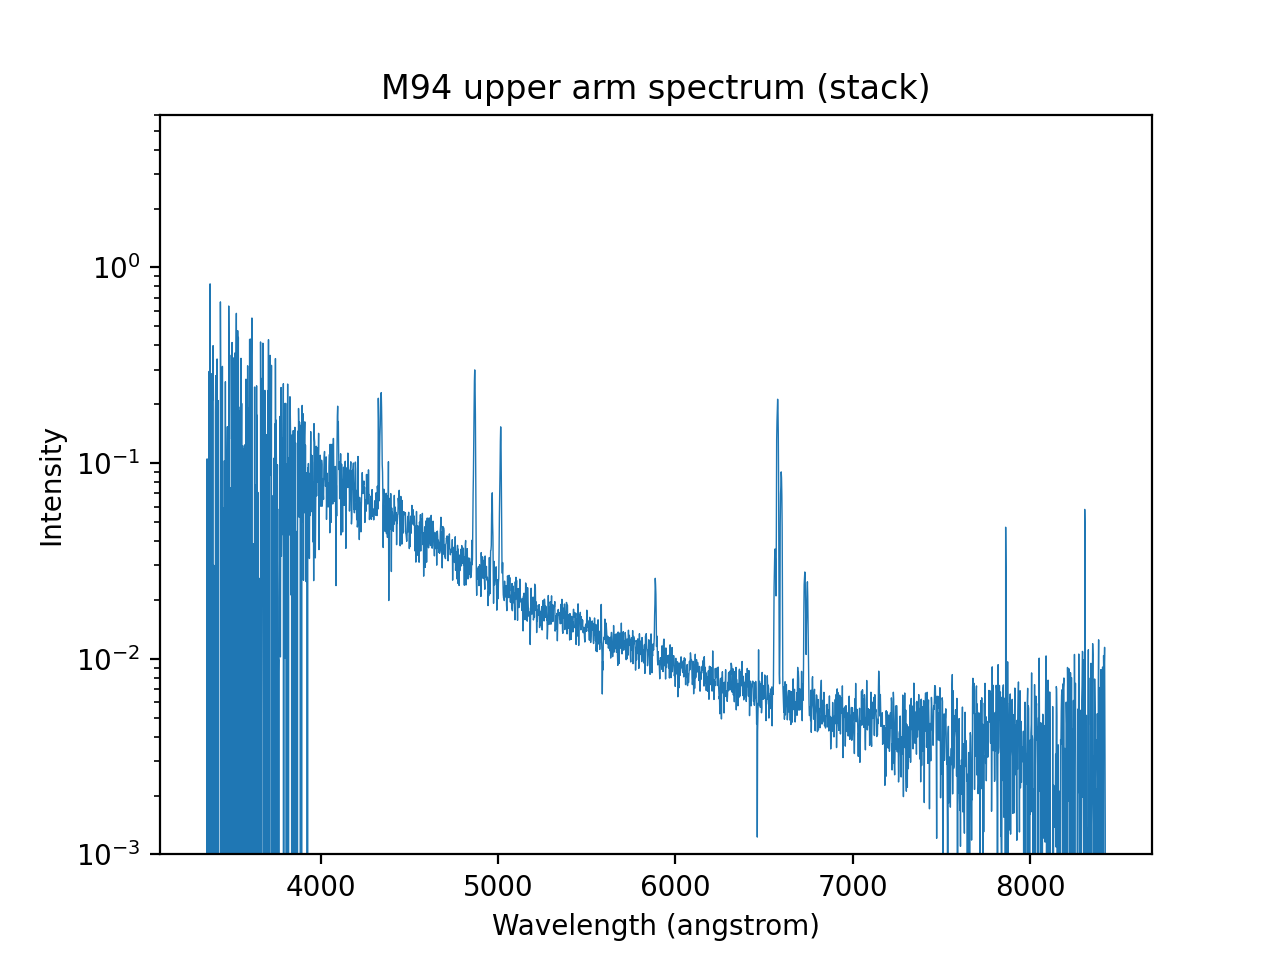 M94 upper arm spectrum (stack)
Intensity
10⁰
10⁻¹
10⁻²
10⁻³
4000 5000 6000 7000 8000
Wavelength (angstrom)